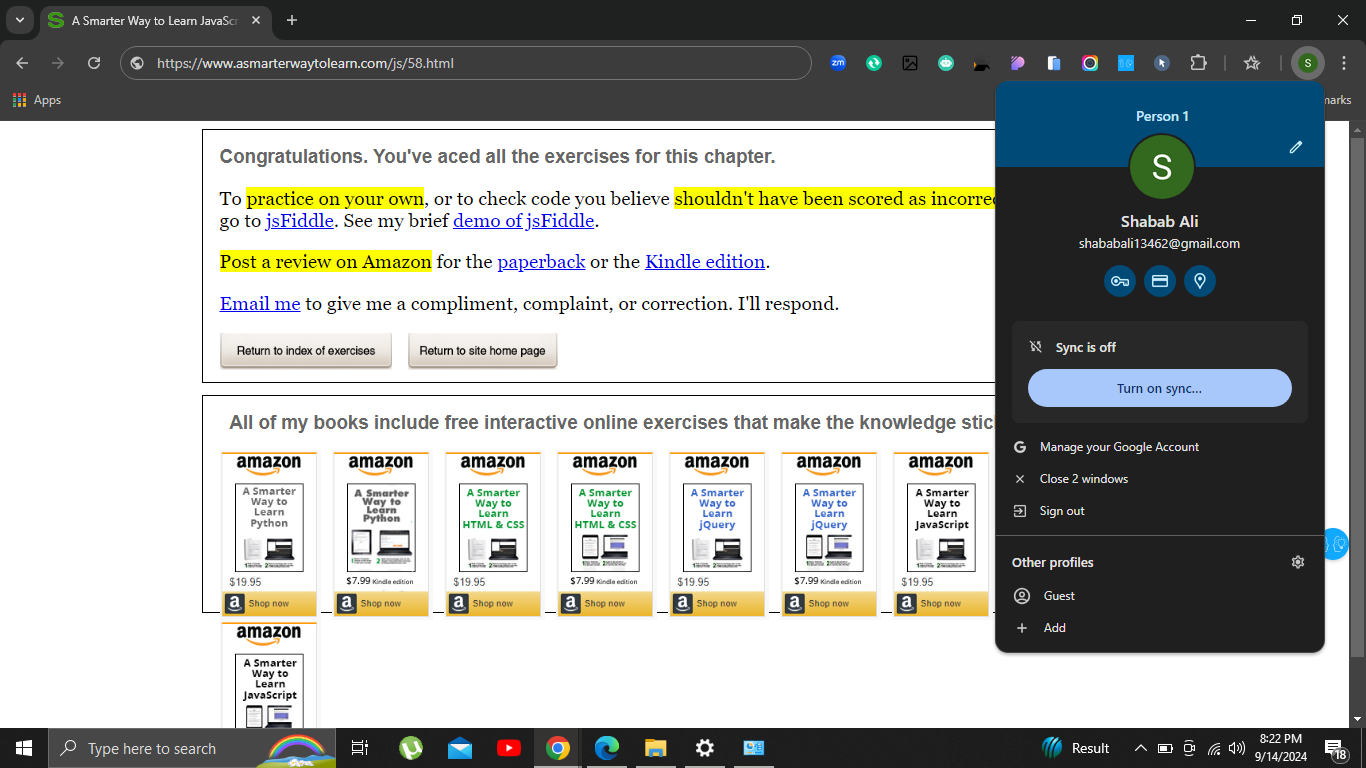 A Smarter Way to Learn JavaSc
https://www.asmarterwaytolearn.com/js/58.html
zm
S
Apps
marks
Congratulations. You've aced all the exercises for this chapter.
To practice on your own, or to check code you believe shouldn't have been scored as incorrec
go to jsFiddle. See my brief demo of jsFiddle.
Post a review on Amazon for the paperback or the Kindle edition.
Email me to give me a compliment, complaint, or correction. I'll respond.
Return to index of exercises
Return to site home page
Person 1
S
Shabab Ali
shababali13462@gmail.com
Sync is off
Turn on sync...
Manage your Google Account
Close 2 windows
Sign out
Other profiles
Guest
Add
All of my books include free interactive online exercises that make the knowledge stic
amazon
A Smarter
Way to
Learn
Python
$19.95
Shop now
amazon
A Smarter
Way to
Learn
Python
$7.99 Kindle edition
Shop now
amazon
A Smarter
Way to
Learn
HTML & CSS
$19.95
Shop now
amazon
A Smarter
Way to
Learn
HTML & CSS
$7.99 Kindle edition
Shop now
amazon
A Smarter
Way to
Learn
jQuery
$19.95
Shop now
amazon
A Smarter
Way to
Learn
jQuery
$7.99 Kindle edition
Shop now
amazon
A Smarter
Way to
Learn
JavaScript
$19.95
Shop now
amazon
A Smarter
Way to
Learn
JavaScript
Type here to search
Result
8:22 PM
9/14/2024
18